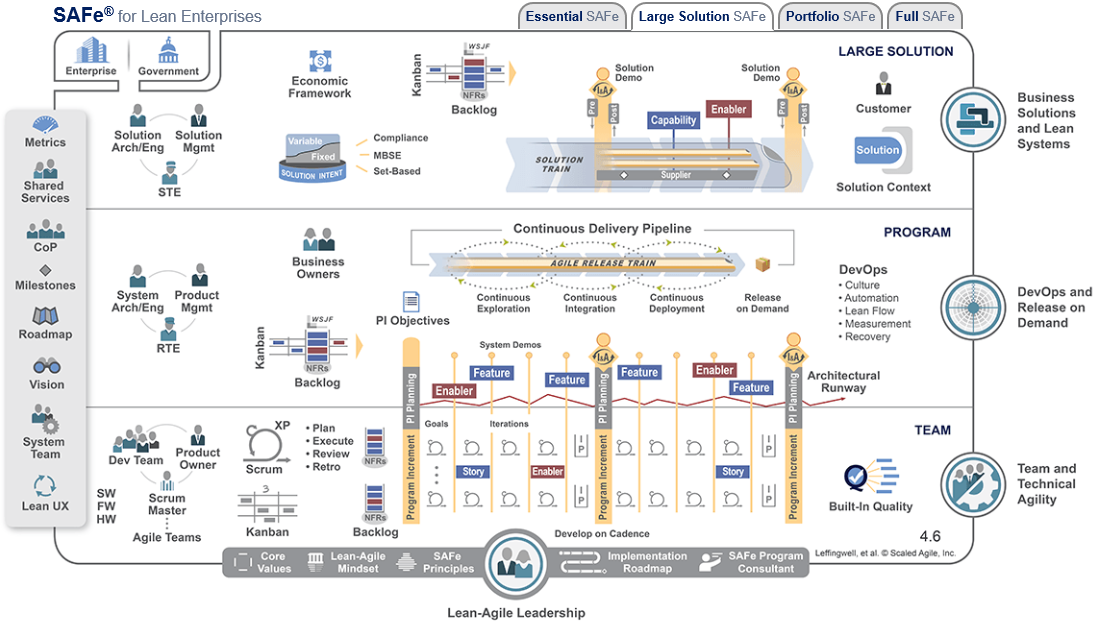 SAFe® for Lean Enterprises
Essential SAFe
Large Solution SAFe
Portfolio SAFe
Full SAFe
Enterprise
Government
LARGE SOLUTION
Metrics
Shared
Services
CoP
Milestones
Roadmap
Vision
System
Team
Lean UX
Solution
Arch/Eng
Solution
Mgmt
STE
Economic
Framework
Variable
Fixed
SOLUTION INTENT
Compliance
MBSE
Set-Based
Kanban
WSJF
NFRs
Backlog
Solution
Demo
I&A
Pre
Post
Capability
Enabler
Solution
Demo
I&A
Pre
Post
SOLUTION
TRAIN
Supplier
Customer
Solution
Solution Context
Business
Solutions
and Lean
Systems
PROGRAM
System
Arch/Eng
Product
Mgmt
RTE
Business
Owners
Continuous Delivery Pipeline
AGILE RELEASE TRAIN
Continuous
Exploration
Continuous
Integration
Continuous
Deployment
Release
on Demand
DevOps
• Culture
• Automation
• Lean Flow
• Measurement
• Recovery
DevOps and
Release on
Demand
PI Objectives
Kanban
WSJF
NFRs
Backlog
System Demos
I&A
I&A
Enabler
Feature
Feature
Feature
Enabler
Feature
Architectural
Runway
PI Planning
PI Planning
PI Planning
TEAM
Dev Team
Product
Owner
Scrum
Master
Agile Teams
SW
FW
HW
XP
Scrum
• Plan
• Execute
• Review
• Retro
3
Kanban
NFRs
NFRs
Backlog
Program Increment
Program Increment
Program Increment
Goals
Iterations
Story
Enabler
Story
I P
I P
I P
I P
Develop on Cadence
Built-In Quality
Team and
Technical
Agility
4.6
Leffingwell, et al. © Scaled Agile, Inc.
Core
Values
Lean-Agile
Mindset
SAFe
Principles
Implementation
Roadmap
SAFe Program
Consultant
Lean-Agile Leadership